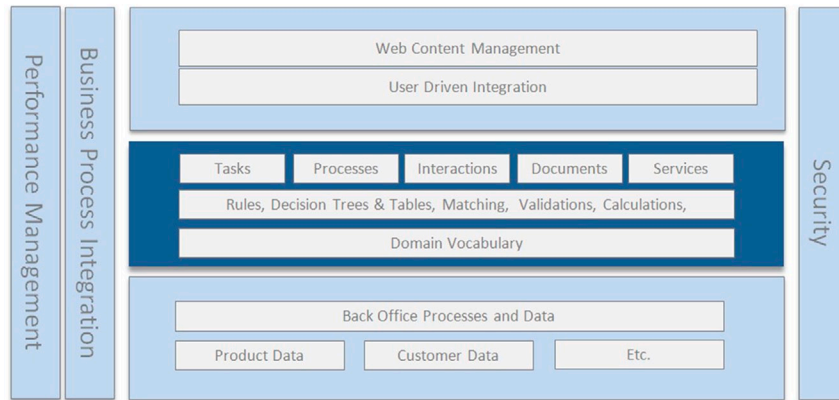 Performance Management
Business Process Integration
Web Content Management
User Driven Integration
Tasks
Processes
Interactions
Documents
Services
Rules, Decision Trees & Tables, Matching, Validations, Calculations,
Domain Vocabulary
Back Office Processes and Data
Product Data
Customer Data
Etc.
Security